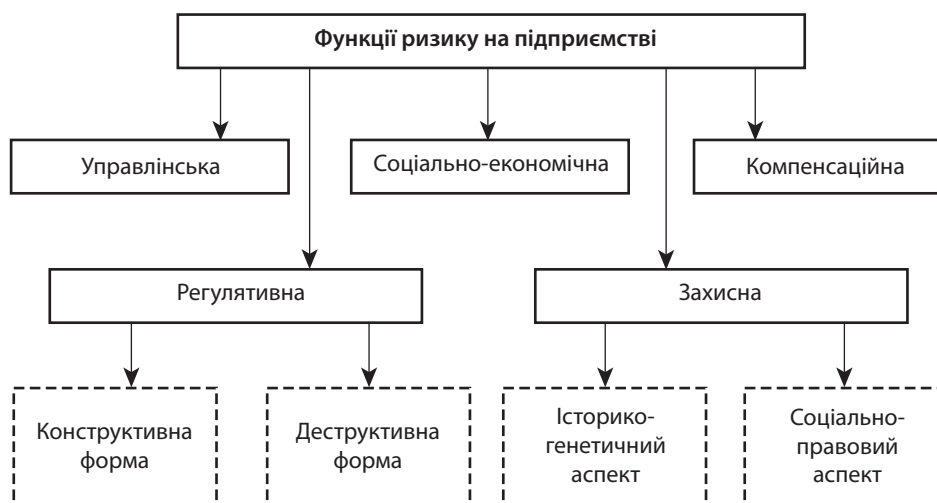 Функції ризику на підприємстві
Управлінська
Соціально-економічна
Компенсаційна
Регулятивна
Захисна
Конструктивна
форма
Деструктивна
форма
Історико-
генетичний
аспект
Соціально-
правовий
аспект